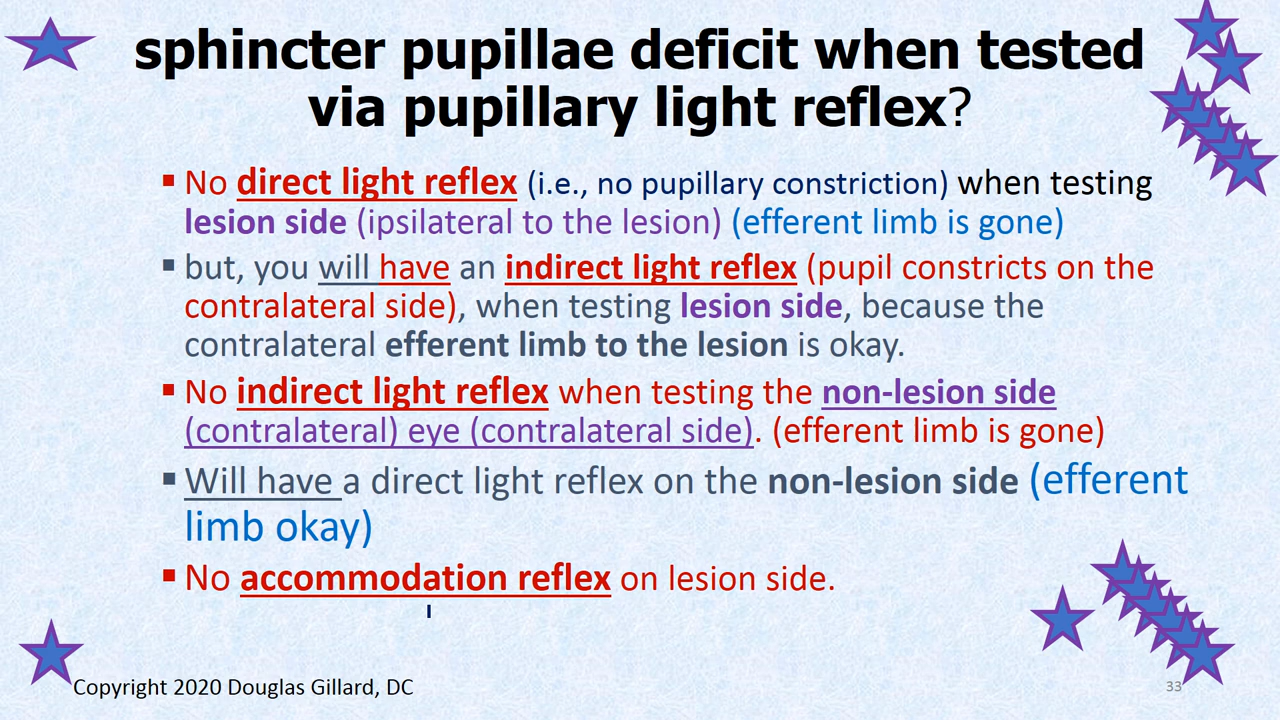 sphincter pupillae deficit when tested
via pupillary light reflex?
▪ No direct light reflex (i.e., no pupillary constriction) when testing
lesion side (ipsilateral to the lesion) (efferent limb is gone)
▪ but, you will have an indirect light reflex (pupil constricts on the
contralateral side), when testing lesion side, because the
contralateral efferent limb to the lesion is okay.
▪ No indirect light reflex when testing the non-lesion side
(contralateral) eye (contralateral side). (efferent limb is gone)
▪ Will have a direct light reflex on the non-lesion side (efferent
limb okay)
▪ No accommodation reflex on lesion side.
Copyright 2020 Douglas Gillard, DC
33